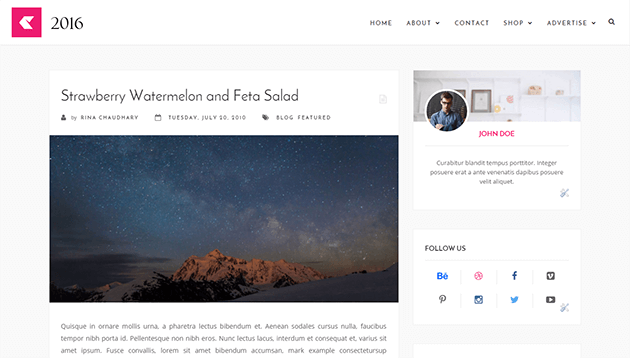 2016
HOME ABOUT CONTACT SHOP ADVERTISE
Strawberry Watermelon and Feta Salad
by RINA CHAUDHARY TUESDAY, JULY 20, 2010 BLOG FEATURED
Quisque in ornare mollis urna, a pharetra lectus bibendum et. Aenean sodales cursus nulla, faucibus
tempor nibh porta id. Pellentesque non nibh eros. Nunc lectus lacus, interdum et consequat et, varius sit
amet ipsum. Fusce convallis, lorem sit amet bibendum accumsan, mark example consectetursup
JOHN DOE
Curabitur blandit tempus porttitor. Integer
posuere erat a ante venenatis dapibus posuere
velit aliquet.
FOLLOW US
Bē